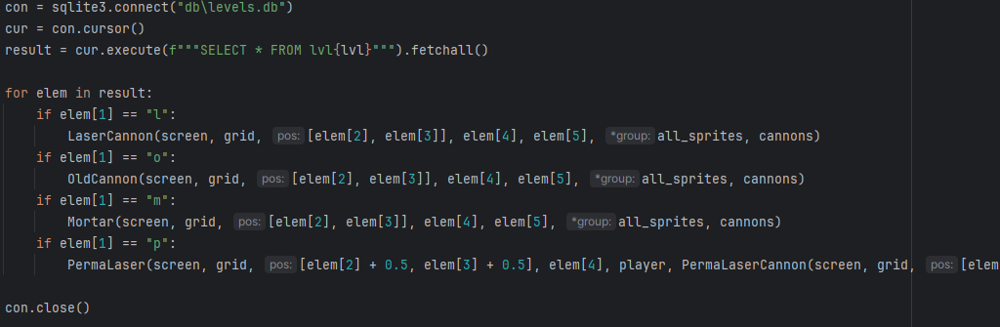 con = sqlite3.connect("db\levels.db")
cur = con.cursor()
result = cur.execute(f"""SELECT * FROM lvl{lvl}""").fetchall()
for elem in result:
if elem[1] == "l":
LaserCannon(screen, grid, pos: [elem[2], elem[3]], elem[4], elem[5], *group: all_sprites, cannons)
if elem[1] == "o":
OldCannon(screen, grid, pos: [elem[2], elem[3]], elem[4], elem[5], *group: all_sprites, cannons)
if elem[1] == "m":
Mortar(screen, grid, pos: [elem[2], elem[3]], elem[4], elem[5], *group: all_sprites, cannons)
if elem[1] == "p":
PermaLaser(screen, grid, pos: [elem[2] + 0.5, elem[3] + 0.5], elem[4], player, PermaLaserCannon(screen, grid, pos: [elem
con.close()